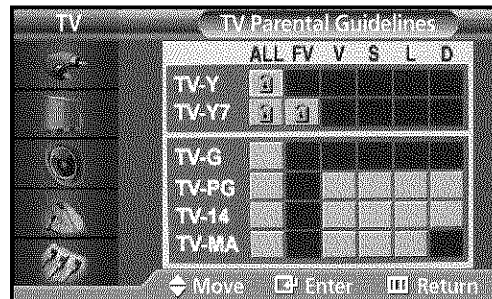 TV TV Parental Guidelines
ALL FV V S L D
TV-Y
TV-Y7
TV-G
TV-PG
TV-14
TV-MA
Move Enter Return